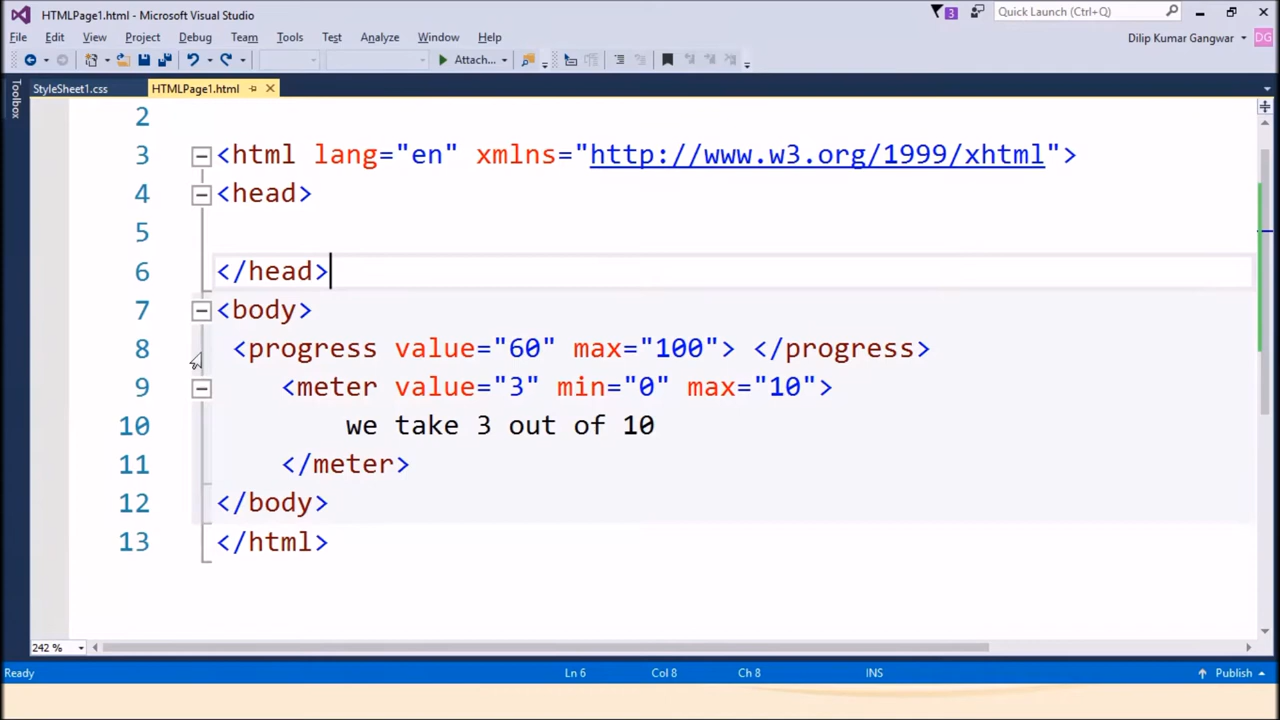 HTMLPage1.html - Microsoft Visual Studio
3
Quick Launch (Ctrl+Q)
File Edit View Project Debug Team Tools Test Analyze Window Help
Dilip Kumar Gangwar
DG
Attach...
Toolbox
StyleSheet1.css HTMLPage1.html
2
3 <html lang="en" xmlns="http://www.w3.org/1999/xhtml">
4 <head>
5
6 </head>
7 <body>
8 <progress value="60" max="100"> </progress>
9 <meter value="3" min="0" max="10">
10 we take 3 out of 10
11 </meter>
12 </body>
13 </html>
242 %
Ready Ln 6 Col 8 Ch 8 INS Publish